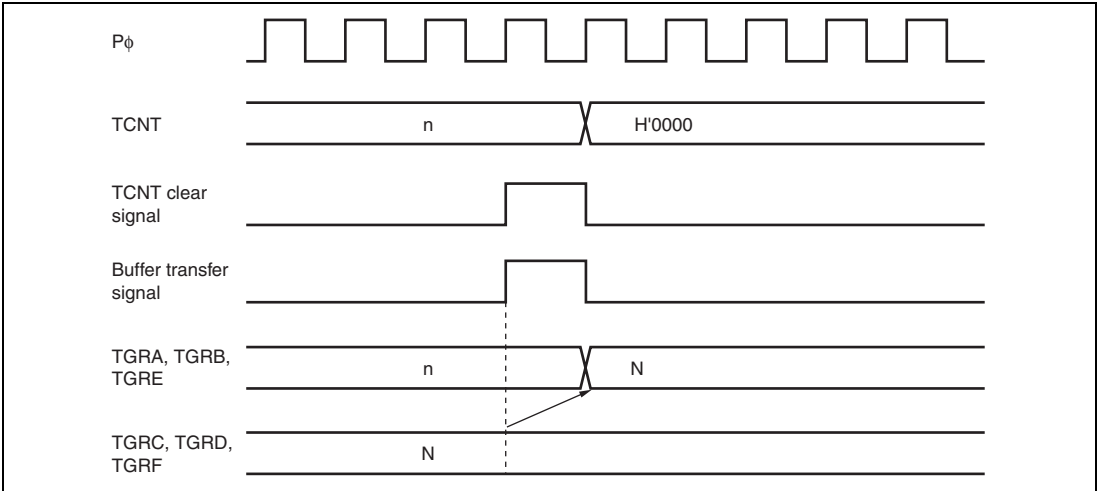 Pϕ
TCNT n H'0000
TCNT clear
signal
Buffer transfer
signal
TGRA, TGRB,
TGRE n N
TGRC, TGRD,
TGRF N